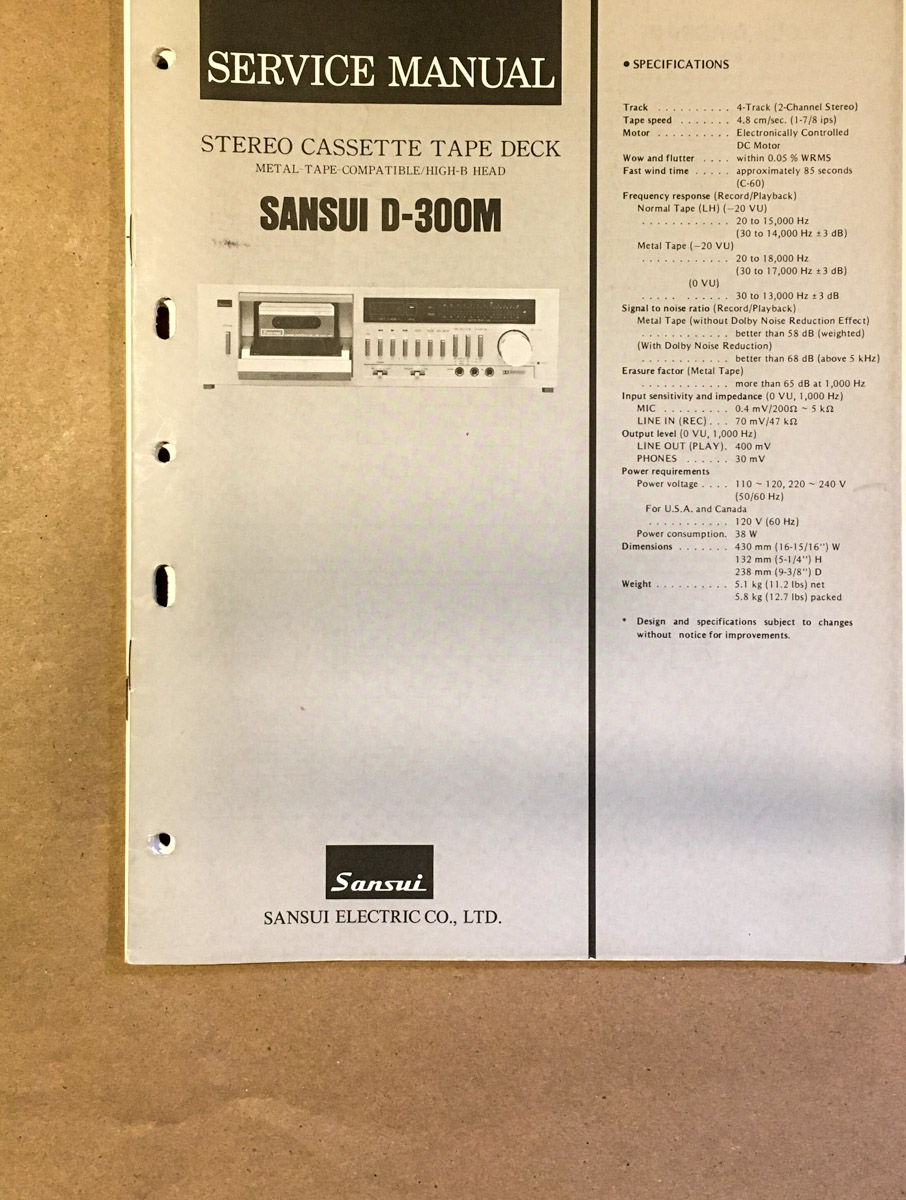 SERVICE MANUAL
STEREO CASSETTE TAPE DECK
METAL-TAPE-COMPATIBLE/HIGH-B HEAD
SANSUI D-300M
Sansui
SANSUI ELECTRIC CO., LTD.
● SPECIFICATIONS
Track . . . . . . . . . . 4-Track (2-Channel Stereo)
Tape speed . . . . . . . 4.8 cm/sec. (1-7/8 ips)
Motor . . . . . . . . . . Electronically Controlled
DC Motor
Wow and flutter . . . . within 0.05 % WRMS
Fast wind time . . . . . approximately 85 seconds
(C-60)
Frequency response (Record/Playback)
Normal Tape (LH) (−20 VU)
. . . . . . . . . . . . 20 to 15,000 Hz
(30 to 14,000 Hz ±3 dB)
Metal Tape (−20 VU)
. . . . . . . . . . . . 20 to 18,000 Hz
(30 to 17,000 Hz ±3 dB)
(0 VU)
. . . . . . . . . . . 30 to 13,000 Hz ±3 dB
Signal to noise ratio (Record/Playback)
Metal Tape (without Dolby Noise Reduction Effect)
. . . . . . . . . . . . better than 58 dB (weighted)
(With Dolby Noise Reduction)
. . . . . . . . . . . . better than 68 dB (above 5 kHz)
Erasure factor (Metal Tape)
. . . . . . . . . . . . more than 65 dB at 1,000 Hz
Input sensitivity and impedance (0 VU, 1,000 Hz)
MIC . . . . . . . . . 0.4 mV/200Ω ~ 5 kΩ
LINE IN (REC) . . . 70 mV/47 kΩ
Output level (0 VU, 1,000 Hz)
LINE OUT (PLAY). 400 mV
PHONES . . . . . . 30 mV
Power requirements
Power voltage . . . . 110 ~ 120, 220 ~ 240 V
(50/60 Hz)
For U.S.A. and Canada
. . . . . . . . . . . 120 V (60 Hz)
Power consumption. 38 W
Dimensions . . . . . . . 430 mm (16-15/16") W
132 mm (5-1/4") H
238 mm (9-3/8") D
Weight . . . . . . . . . . 5.1 kg (11.2 lbs) net
5.8 kg (12.7 lbs) packed
* Design and specifications subject to changes
without notice for improvements.